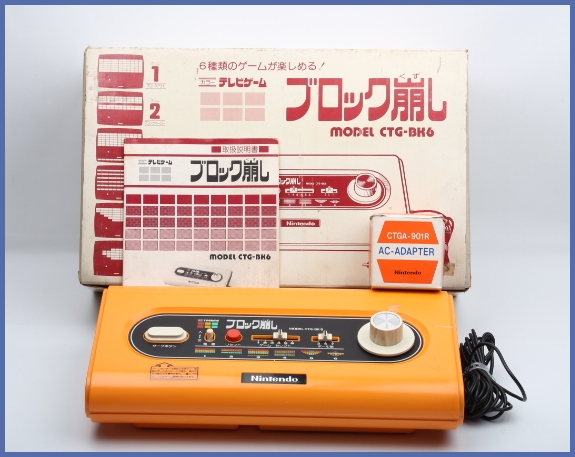 6種類のゲームが楽しめる!
カラー テレビゲーム
ブロック崩し
くず
MODEL CTG-BK6
1
2
取扱説明書
カラー テレビゲーム
ブロック崩し
MODEL CTG-BK6
Nintendo
CTGA-901R
AC-ADAPTER
Nintendo
ブロック崩し
MODEL CTG-BK6
Nintendo